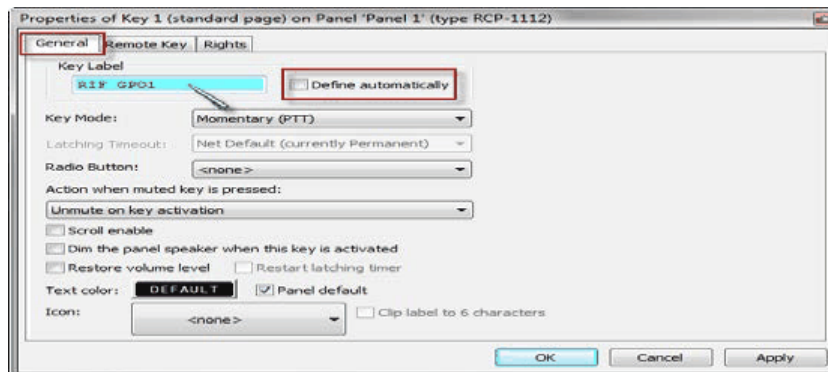 Properties of Key 1 (standard page) on Panel 'Panel 1' (type RCP-1112)
General Remote Key Rights
Key Label
RIF GPO1
Define automatically
Key Mode: Momentary (PTT)
Latching Timeout: Net Default (currently Permanent)
Radio Button: <none>
Action when muted key is pressed:
Unmute on key activation
Scroll enable
Dim the panel speaker when this key is activated
Restore volume level Restart latching timer
Text color: DEFAULT Panel default
Icon: <none> Clip label to 6 characters
OK Cancel Apply